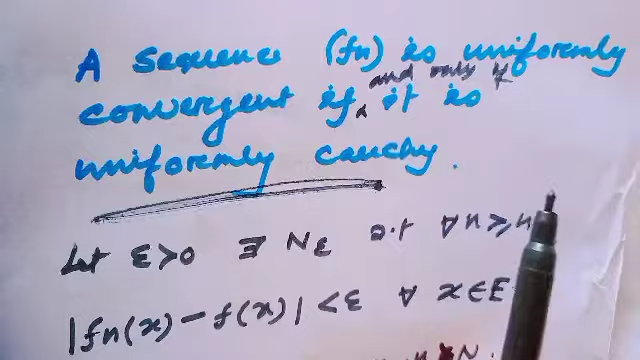 A sequence (fn) is uniformly
and only if
convergent if ∧ it is
uniformly cauchy.
Let ε>0 ∃ Nε s.t ∀n≥n
|fn(x) - f(x)| <ε ∀ x∈E